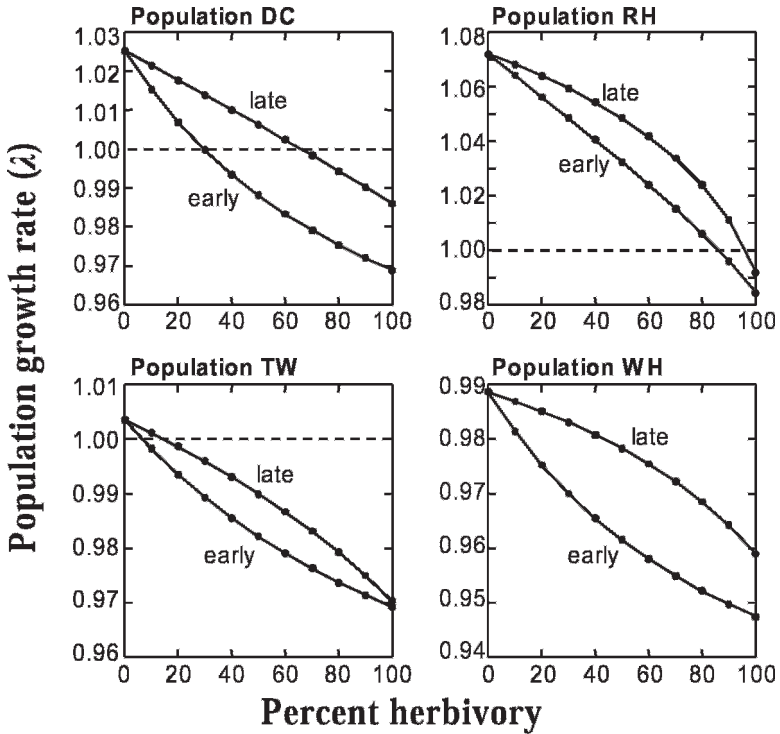 Population growth rate (λ)
Population DC
1.03
1.02
1.01
1.00
0.99
0.98
0.97
0.96
late
early
0 20 40 60 80 100
Population RH
1.08
1.06
1.04
1.02
1.00
0.98
late
early
0 20 40 60 80 100
Population TW
1.01
1.00
0.99
0.98
0.97
0.96
late
early
0 20 40 60 80 100
Population WH
0.99
0.98
0.97
0.96
0.95
0.94
late
early
0 20 40 60 80 100
Percent herbivory